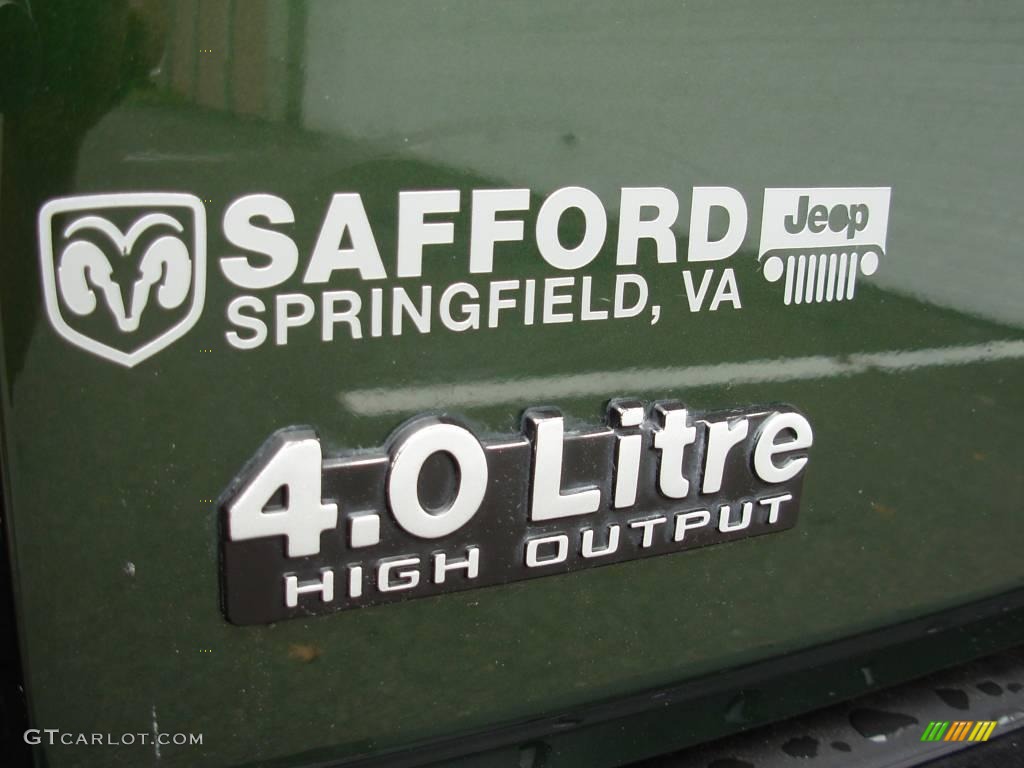 SAFFORD
SPRINGFIELD, VA
Jeep
4.0 Litre
HIGH OUTPUT
GTCARLOT.COM